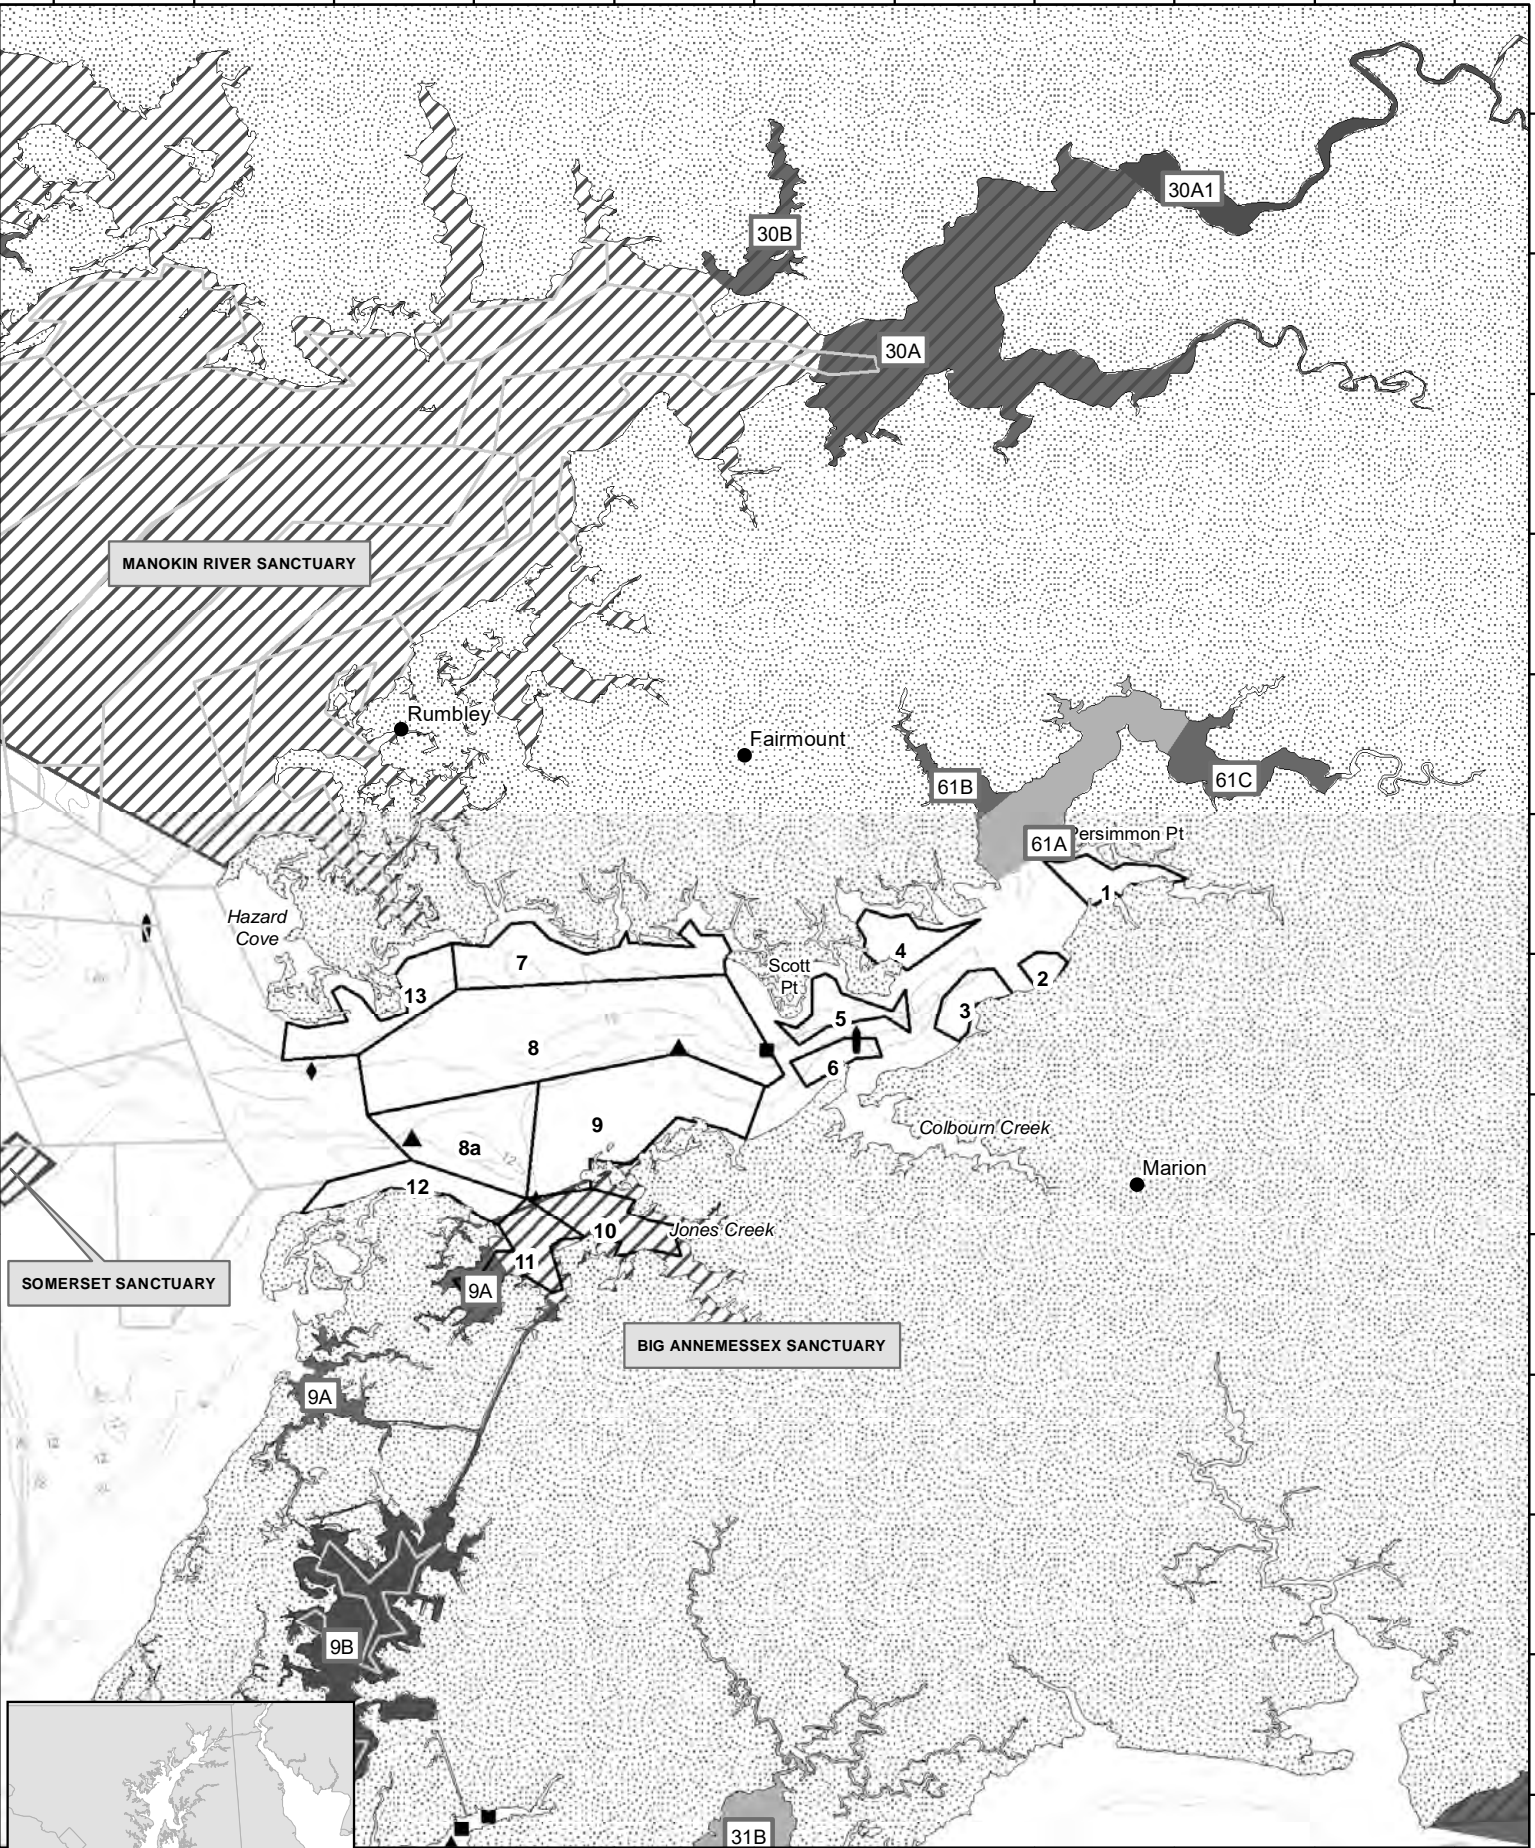 30A1
30B
30A
MANOKIN RIVER SANCTUARY
Rumbley
Fairmount
61B
61C
61A
Persimmon Pt
1
Hazard
Cove
7
4
Scott
Pt
2
13
3
5
8
6
9
8a
12
Colbourn Creek
Marion
12
10
Jones Creek
11
SOMERSET SANCTUARY
9A
BIG ANNEMESSEX SANCTUARY
9A
12
9B
31B